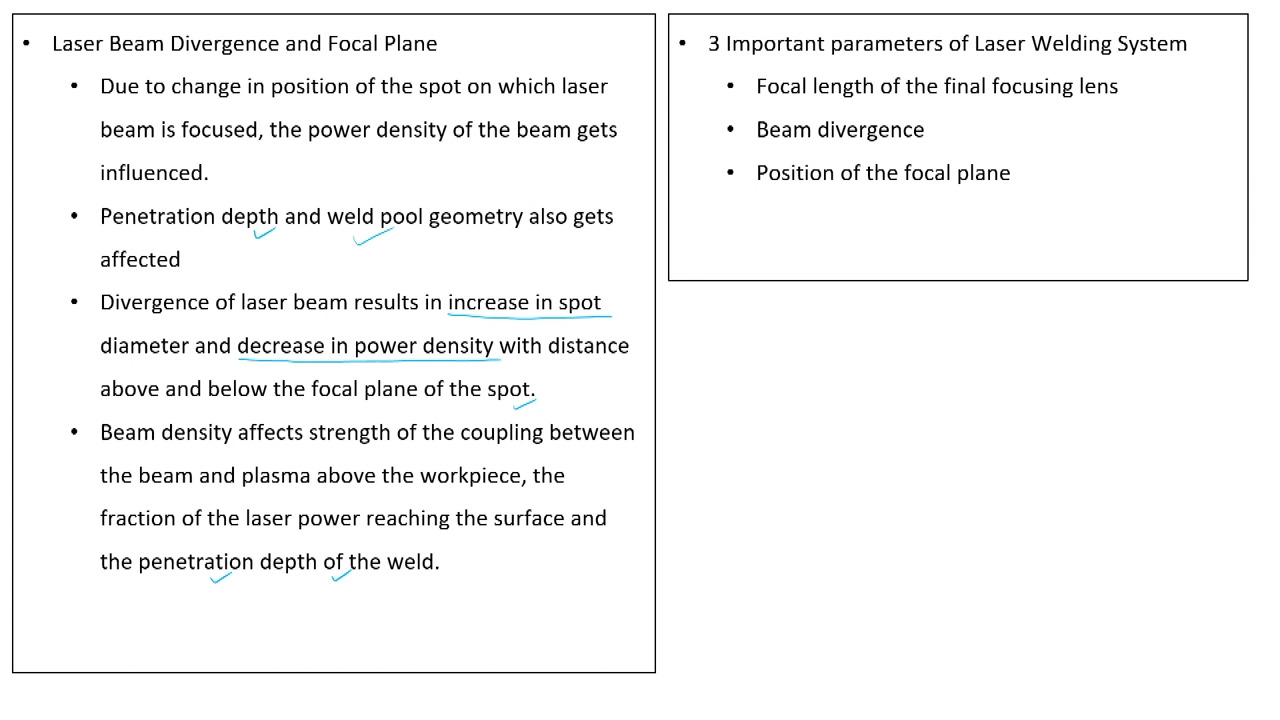 • Laser Beam Divergence and Focal Plane
• Due to change in position of the spot on which laser
beam is focused, the power density of the beam gets
influenced.
• Penetration depth and weld pool geometry also gets
affected
• Divergence of laser beam results in increase in spot
diameter and decrease in power density with distance
above and below the focal plane of the spot.
• Beam density affects strength of the coupling between
the beam and plasma above the workpiece, the
fraction of the laser power reaching the surface and
the penetration depth of the weld.
• 3 Important parameters of Laser Welding System
• Focal length of the final focusing lens
• Beam divergence
• Position of the focal plane